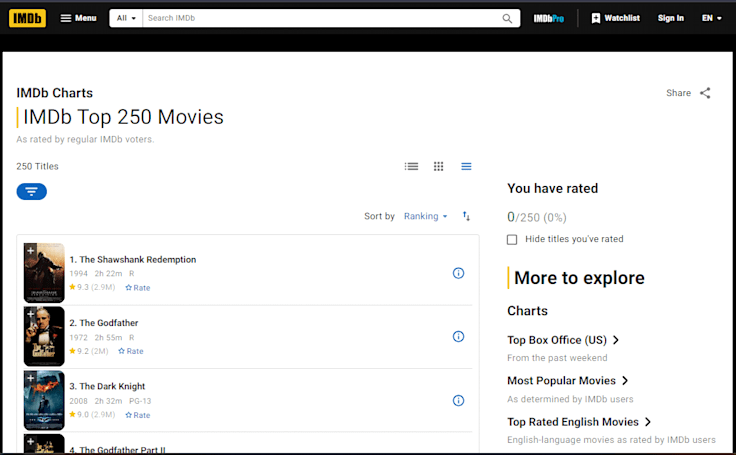 IMDb Menu All Search IMDb IMDbPro Watchlist Sign In EN
IMDb Charts
Share
IMDb Top 250 Movies
As rated by regular IMDb voters.
250 Titles
Sort by Ranking
1. The Shawshank Redemption
1994 2h 22m R
9.3 (2.9M) Rate
The Godfather
2. The Godfather
1972 2h 55m R
9.2 (2M) Rate
3. The Dark Knight
2008 2h 32m PG-13
9.0 (2.9M) Rate
4. The Godfather Part II
You have rated
0/250 (0%)
Hide titles you've rated
More to explore
Charts
Top Box Office (US)
From the past weekend
Most Popular Movies
As determined by IMDb users
Top Rated English Movies
English-language movies as rated by IMDb users